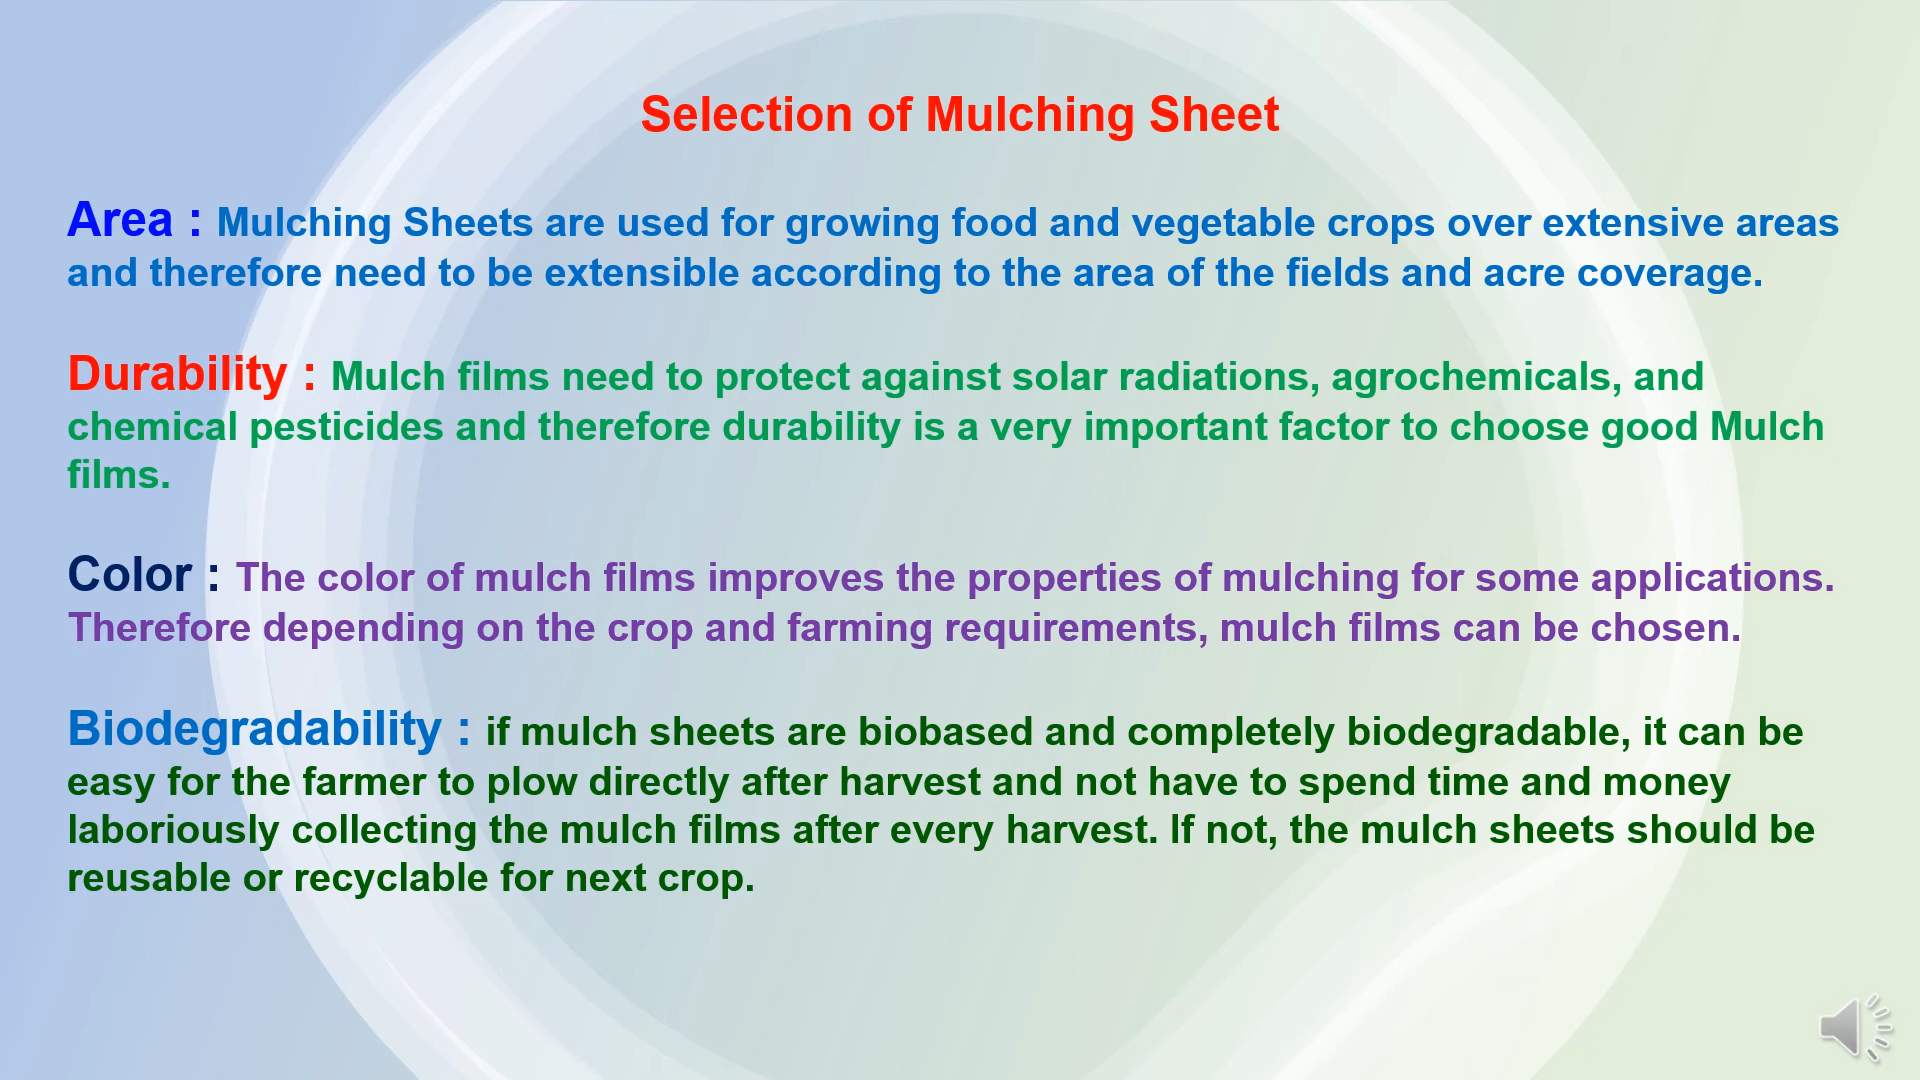 Selection of Mulching Sheet
Area : Mulching Sheets are used for growing food and vegetable crops over extensive areas
and therefore need to be extensible according to the area of the fields and acre coverage.
Durability : Mulch films need to protect against solar radiations, agrochemicals, and
chemical pesticides and therefore durability is a very important factor to choose good Mulch
films.
Color : The color of mulch films improves the properties of mulching for some applications.
Therefore depending on the crop and farming requirements, mulch films can be chosen.
Biodegradability : if mulch sheets are biobased and completely biodegradable, it can be
easy for the farmer to plow directly after harvest and not have to spend time and money
laboriously collecting the mulch films after every harvest. If not, the mulch sheets should be
reusable or recyclable for next crop.